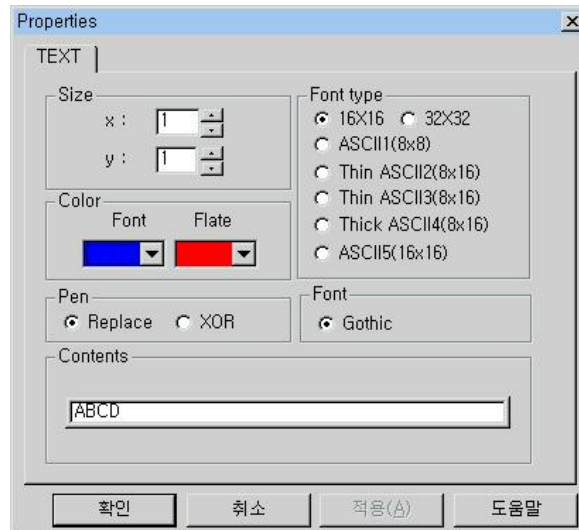 Properties
TEXT
Size
x : 1
y : 1
Font type
16X16 32X32
ASCII1(8x8)
Thin ASCII2(8x16)
Thin ASCII3(8x16)
Thick ASCII4(8x16)
ASCII5(16x16)
Color
Font Flate
Pen
Replace XOR
Font
Gothic
Contents
ABCD
확인 취소 적용(A) 도움말